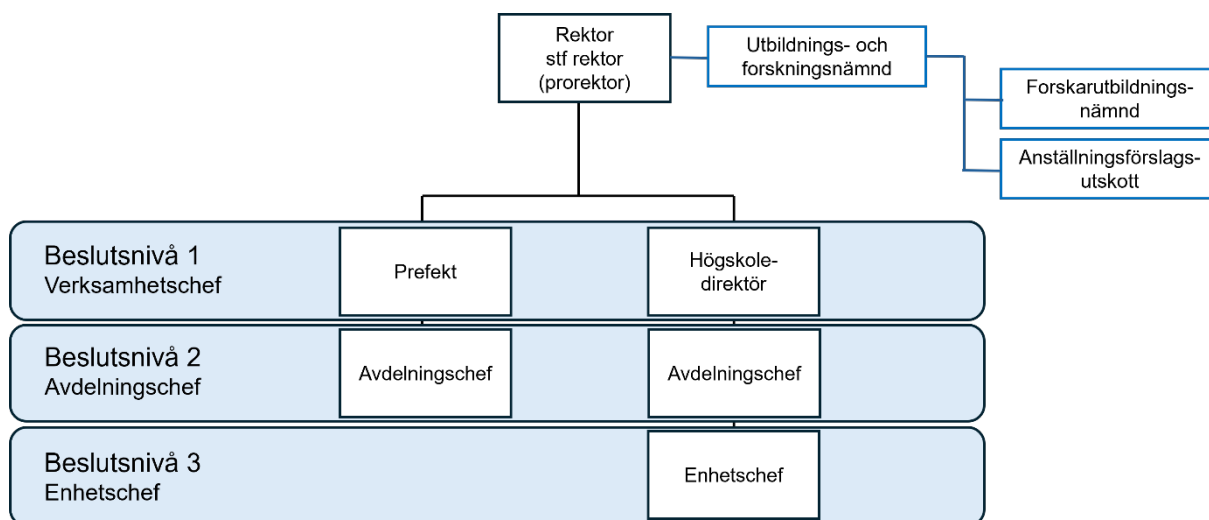 Rektor
stf rektor
(prorektor)
Utbildnings- och
forskningsnämnd
Forskarutbildnings-
nämnd
Anställningsförslags-
utskott
Beslutsnivå 1
Verksamhetschef
Prefekt
Högskole-
direktör
Beslutsnivå 2
Avdelningschef
Avdelningschef
Avdelningschef
Beslutsnivå 3
Enhetschef
Enhetschef